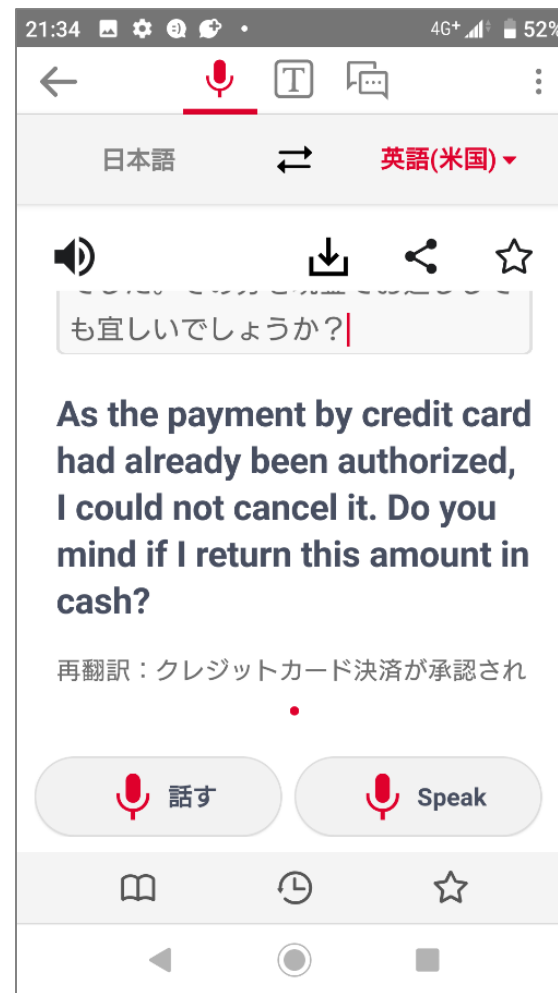 21:34 4G+ 52%
T
日本語 英語(米国)
も宜しいでしょうか？
As the payment by credit card
had already been authorized,
I could not cancel it. Do you
mind if I return this amount in
cash?
再翻訳：クレジットカード決済が承認され
話す Speak